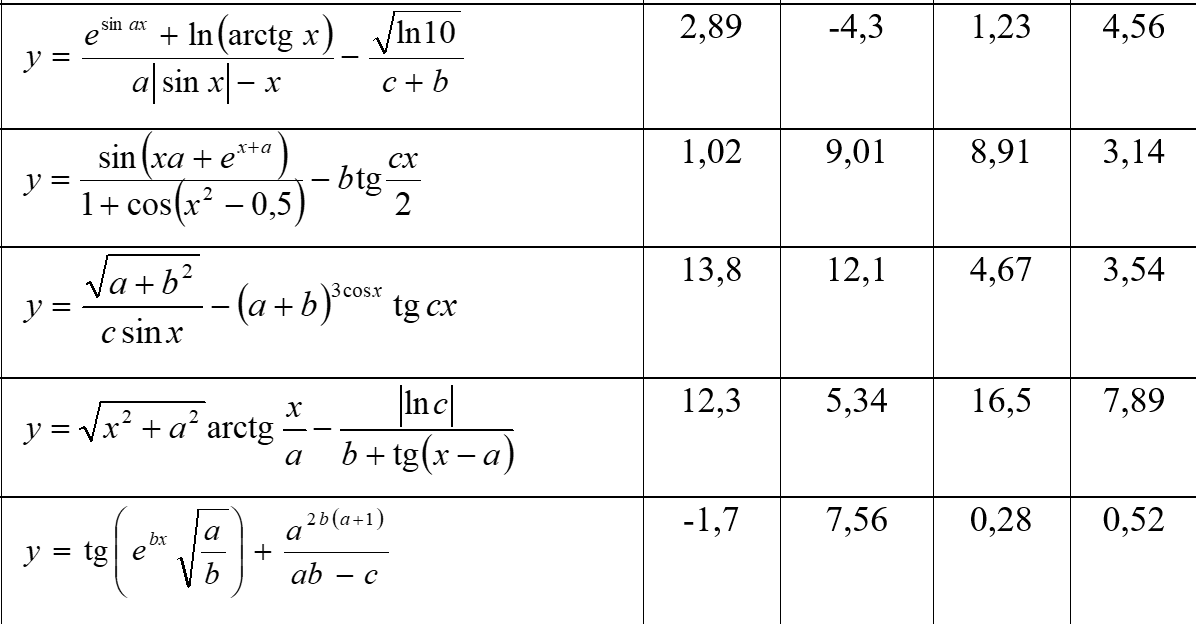 y = (e^(sin ax) + ln(arctg x)) / (a|sin x| − x) − √(ln10) / (c + b) 2,89 -4,3 1,23 4,56
y = sin(xa + e^(x+a)) / (1 + cos(x² − 0,5)) − b tg (cx / 2) 1,02 9,01 8,91 3,14
y = √(a + b²) / (c sin x) − (a + b)^(3cosx) tg cx 13,8 12,1 4,67 3,54
y = √(x² + a²) arctg (x / a) − |ln c| / (b + tg(x − a)) 12,3 5,34 16,5 7,89
y = tg(e^(bx) √(a / b)) + a^(2b(a+1)) / (ab − c) -1,7 7,56 0,28 0,52